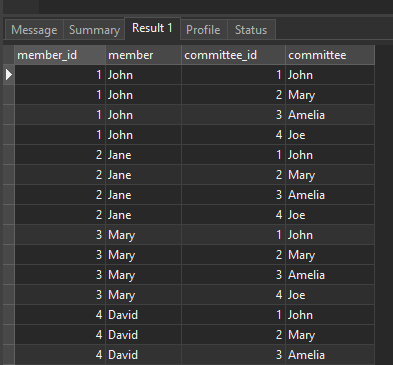 Message Summary Result 1 Profile Status
member_id member committee_id committee
1 John 1 John
1 John 2 Mary
1 John 3 Amelia
1 John 4 Joe
2 Jane 1 John
2 Jane 2 Mary
2 Jane 3 Amelia
2 Jane 4 Joe
3 Mary 1 John
3 Mary 2 Mary
3 Mary 3 Amelia
3 Mary 4 Joe
4 David 1 John
4 David 2 Mary
4 David 3 Amelia